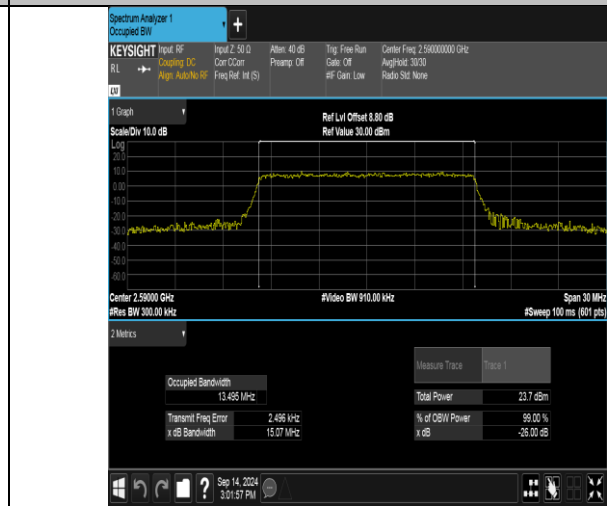 Spectrum Analyzer 1
Occupied BW
+
KEYSIGHT Input: RF Input Z: 50 Ω Atten: 40 dB Trig: Free Run Center Freq: 2.590000000 GHz
RL Coupling: DC Corr CCorr Preamp: Off Gate: Off Avg|Hold: 30/30
Align: Auto/No RF Freq Ref: Int (S) #IF Gain: Low Radio Std: None
1 Graph Ref Lvl Offset 8.80 dB
Scale/Div 10.0 dB Ref Value 30.00 dBm
Log
20.0
10.0
0.00
-10.0
-20.0
-30.0
-40.0
-50.0
-60.0
Center 2.59000 GHz #Video BW 910.00 kHz Span 30 MHz
#Res BW 300.00 kHz #Sweep 100 ms (601 pts)
2 Metrics
Measure Trace Trace 1
Occupied Bandwidth
13.495 MHz Total Power 23.7 dBm
Transmit Freq Error 2.496 kHz % of OBW Power 99.00 %
x dB Bandwidth 15.07 MHz x dB -26.00 dB
? Sep 14, 2024
3:01:57 PM